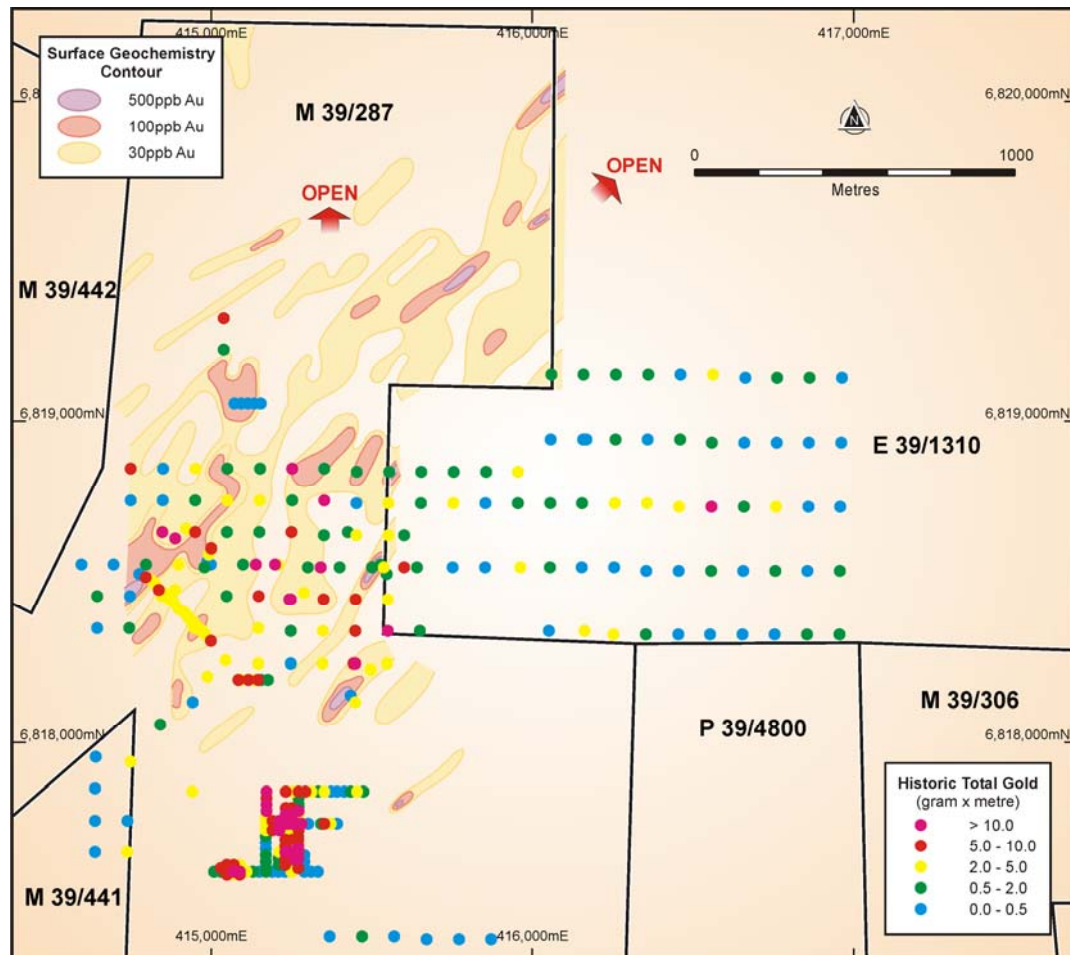 415,000mE
416,000mE
417,000mE
Surface Geochemistry
Contour
500ppb Au
100ppb Au
30ppb Au
6,8
6,820,000mN
M 39/287
N
0
1000
Metres
OPEN
OPEN
M 39/442
6,819,000mN
6,819,000mN
E 39/1310
6,818,000mN
6,818,000mN
P 39/4800
M 39/306
Historic Total Gold
(gram x metre)
> 10.0
5.0 - 10.0
2.0 - 5.0
0.5 - 2.0
0.0 - 0.5
M 39/441
415,000mE
416,000mE